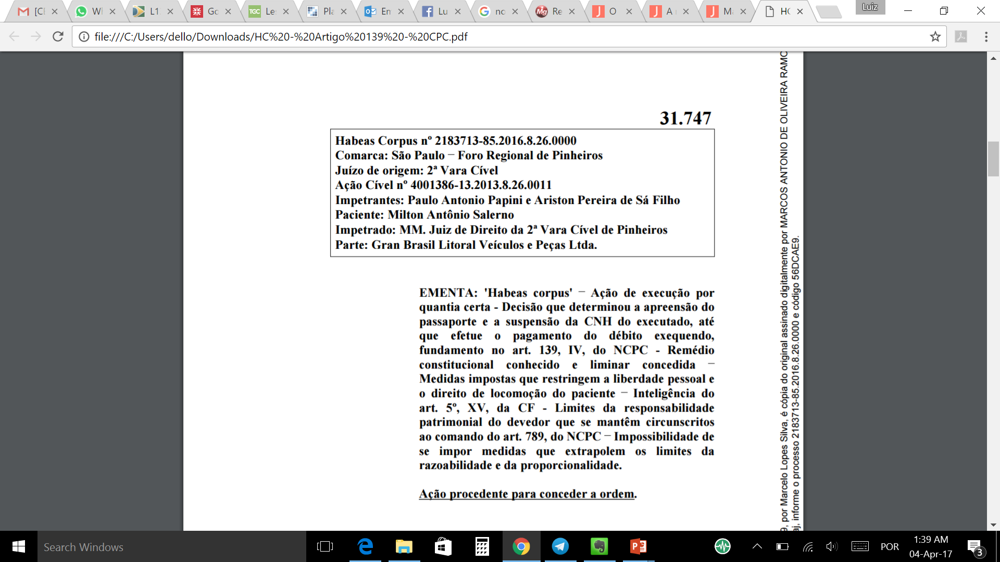 [CE
Wl
L1
Go
Le
Pla
Em
Lu
no
Re
O
A
M
HC
Luiz
file:///C:/Users/dello/Downloads/HC%20-%20Artigo%20139%20-%20CPC.pdf
31.747
Habeas Corpus nº 2183713-85.2016.8.26.0000
Comarca: São Paulo – Foro Regional de Pinheiros
Juízo de origem: 2ª Vara Cível
Ação Cível nº 4001386-13.2013.8.26.0011
Impetrantes: Paulo Antonio Papini e Ariston Pereira de Sá Filho
Paciente: Milton Antônio Salerno
Impetrado: MM. Juiz de Direito da 2ª Vara Cível de Pinheiros
Parte: Gran Brasil Litoral Veículos e Peças Ltda.
EMENTA: 'Habeas corpus' – Ação de execução por
quantia certa - Decisão que determinou a apreensão do
passaporte e a suspensão da CNH do executado, até
que efetue o pagamento do débito exequendo,
fundamento no art. 139, IV, do NCPC - Remédio
constitucional conhecido e liminar concedida –
Medidas impostas que restringem a liberdade pessoal e
o direito de locomoção do paciente – Inteligência do
art. 5º, XV, da CF - Limites da responsabilidade
patrimonial do devedor que se mantêm circunscritos
ao comando do art. 789, do NCPC – Impossibilidade de
se impor medidas que extrapolem os limites da
razoabilidade e da proporcionalidade.
Ação procedente para conceder a ordem.
9, por Marcelo Lopes Silva, é cópia do original assinado digitalmente por MARCOS ANTONIO DE OLIVEIRA RAMO
aj, informe o processo 2183713-85.2016.8.26.0000 e código 56DCAE9.
Search Windows
POR
1:39 AM
04-Apr-17
3